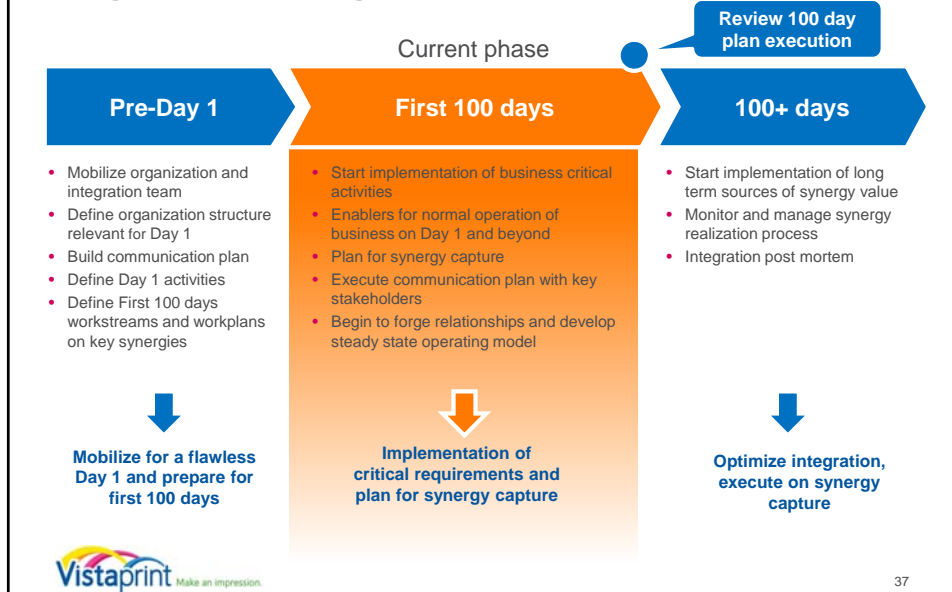 Review 100 day
plan execution
Current phase
Pre-Day 1
First 100 days
100+ days
• Mobilize organization and
integration team
• Define organization structure
relevant for Day 1
• Build communication plan
• Define Day 1 activities
• Define First 100 days
workstreams and workplans
on key synergies
• Start implementation of business critical
activities
• Enablers for normal operation of
business on Day 1 and beyond
• Plan for synergy capture
• Execute communication plan with key
stakeholders
• Begin to forge relationships and develop
steady state operating model
• Start implementation of long
term sources of synergy value
• Monitor and manage synergy
realization process
• Integration post mortem
Mobilize for a flawless
Day 1 and prepare for
first 100 days
Implementation of
critical requirements and
plan for synergy capture
Optimize integration,
execute on synergy
capture
Vistaprint Make an impression.
37